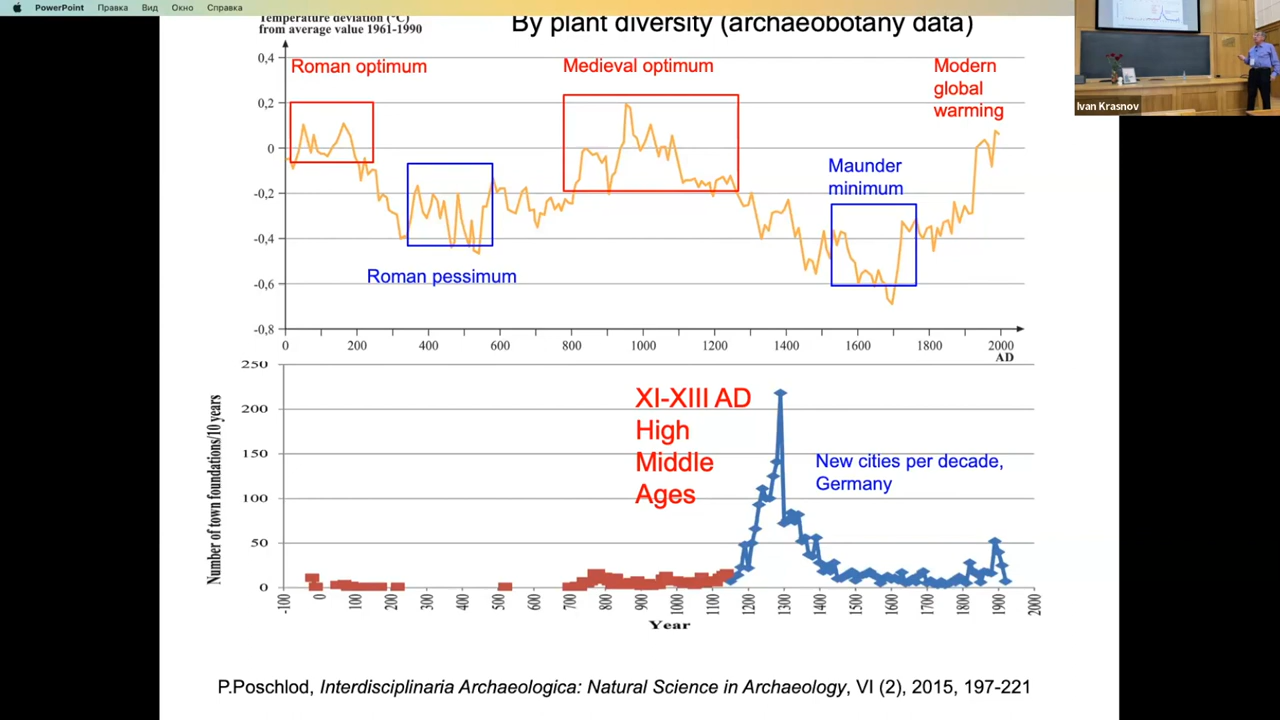 PowerPoint Правка Вид Окно Справка
Temperature deviation (°C)
from average value 1961-1990
By plant diversity (archaeobotany data)
Ivan Krasnov
0,4
0,2
0
-0,2
-0,4
-0,6
-0,8
Roman optimum
Medieval optimum
Modern
global
warming
Maunder
minimum
Roman pessimum
0 200 400 600 800 1000 1200 1400 1600 1800 2000
AD
Number of town foundations/10 years
250
200
150
100
50
0
XI-XIII AD
High
Middle
Ages
New cities per decade,
Germany
-100 0 100 200 300 400 500 600 700 800 900 1000 1100 1200 1300 1400 1500 1600 1700 1800 1900 2000
Year
P.Poschlod, Interdisciplinaria Archaeologica: Natural Science in Archaeology, VI (2), 2015, 197-221